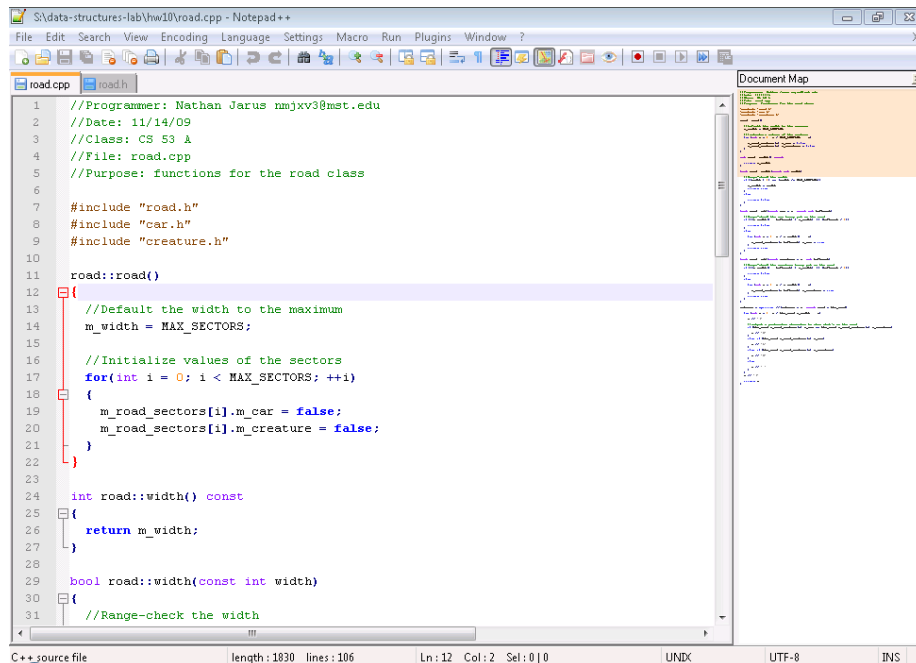 S:\data-structures-lab\hw10\road.cpp - Notepad++
File Edit Search View Encoding Language Settings Macro Run Plugins Window ?
road.cpp road.h
Document Map
1 //Programmer: Nathan Jarus nmjxv3@mst.edu
2 //Date: 11/14/09
3 //Class: CS 53 A
4 //File: road.cpp
5 //Purpose: functions for the road class
6
7 #include "road.h"
8 #include "car.h"
9 #include "creature.h"
10
11 road::road()
12 {
13 //Default the width to the maximum
14 m_width = MAX_SECTORS;
15
16 //Initialize values of the sectors
17 for(int i = 0; i < MAX_SECTORS; ++i)
18 {
19 m_road_sectors[i].m_car = false;
20 m_road_sectors[i].m_creature = false;
21 }
22 }
23
24 int road::width() const
25 {
26 return m_width;
27 }
28
29 bool road::width(const int width)
30 {
31 //Range-check the width
C++ source file length : 1830 lines : 106 Ln : 12 Col : 2 Sel : 0 | 0 UNIX UTF-8 INS